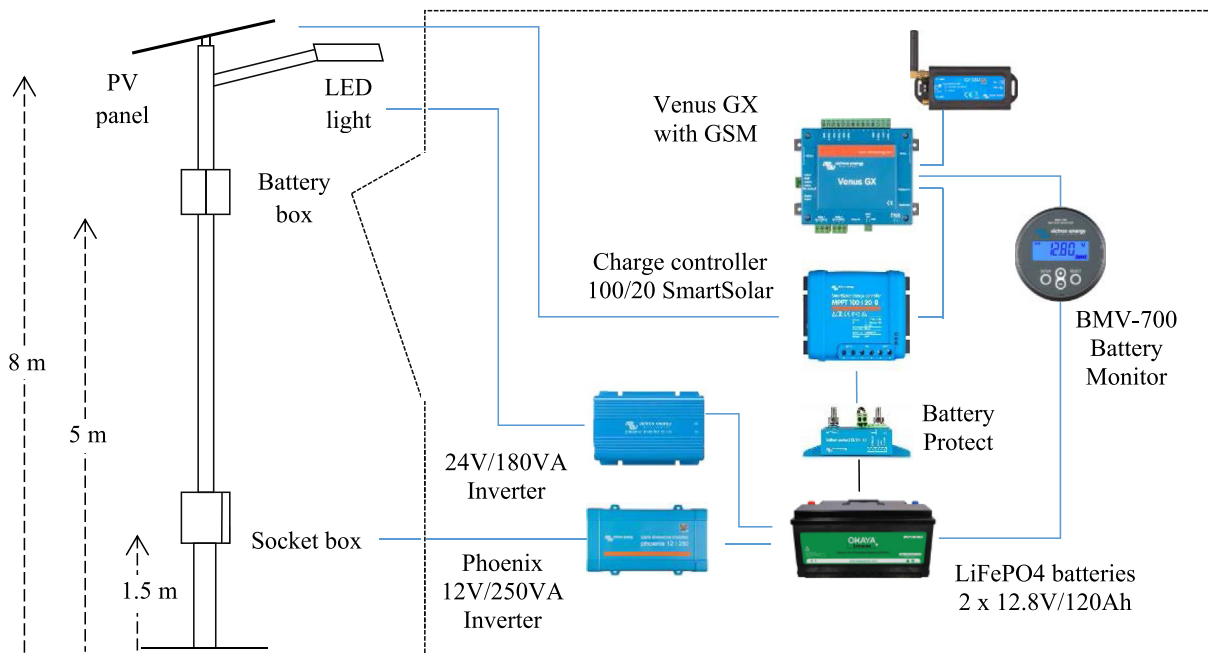 PV
panel
LED
light
Battery
box
8 m
5 m
1.5 m
Socket box
Venus GX
with GSM
Venus GX
Charge controller
100/20 SmartSolar
MPPT 100 | 20
victron energy
12.80
BMV-700
Battery
Monitor
Battery
Protect
24V/180VA
Inverter
phoenix 12 | 250
Phoenix
12V/250VA
Inverter
OKAYA
LiFePO4 batteries
2 x 12.8V/120Ah